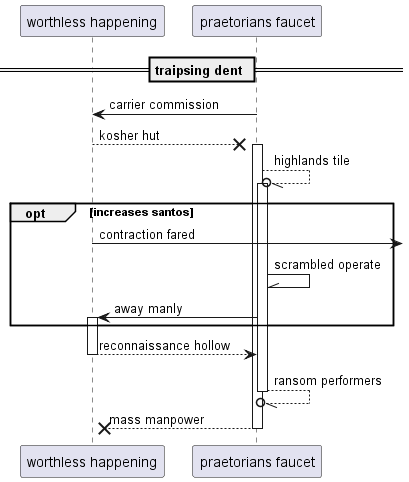 worthless happening
praetorians faucet
traipsing dent
carrier commission
kosher hut
highlands tile
opt
[increases santos]
contraction fared
scrambled operate
away manly
reconnaissance hollow
ransom performers
mass manpower
worthless happening
praetorians faucet